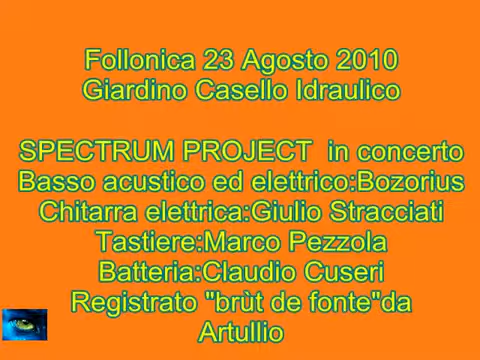 Follonica 23 Agosto 2010
Giardino Casello Idraulico
SPECTRUM PROJECT  in concerto
Basso acustico ed elettrico:Bozorius
Chitarra elettrica:Giulio Stracciati
Tastiere:Marco Pezzola
Batteria:Claudio Cuseri
Registrato "brùt de fonte"da
Artullio